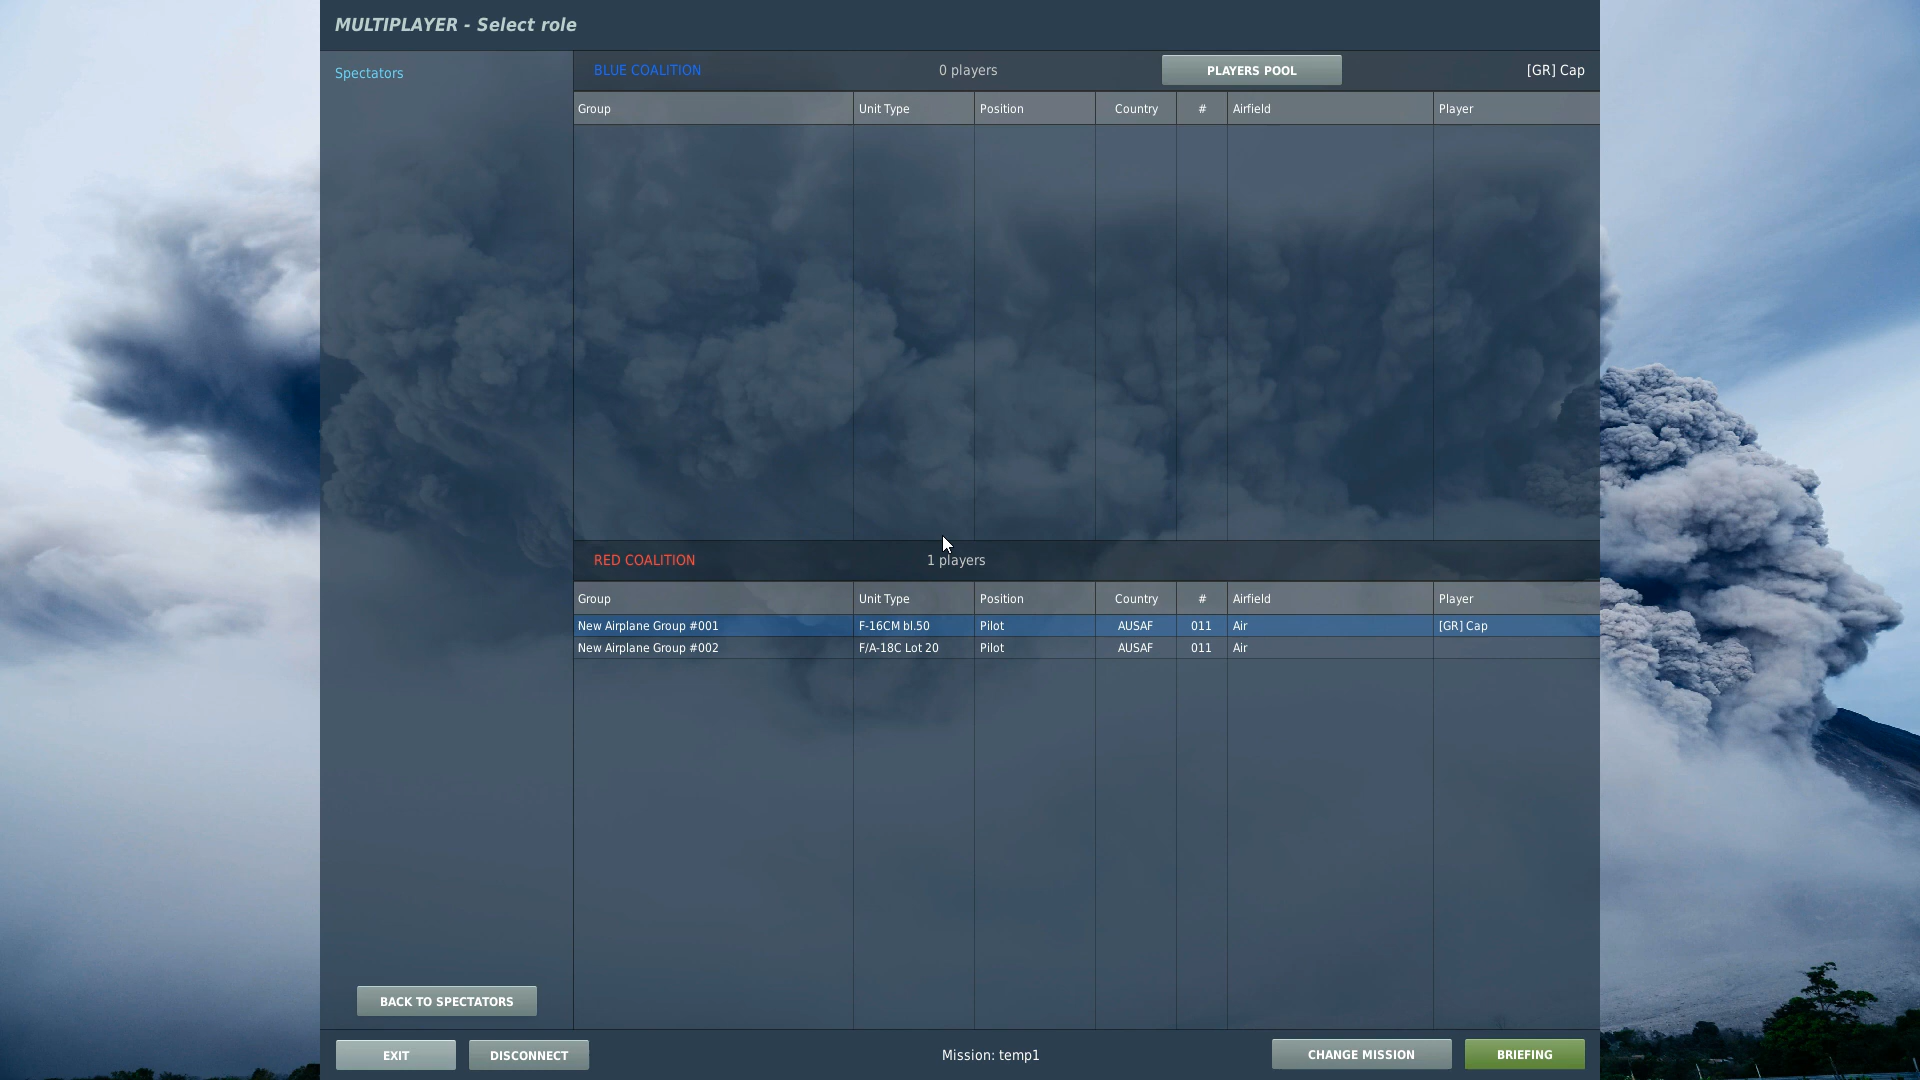 MULTIPLAYER - Select role
Spectators
BLUE COALITION 0 players PLAYERS POOL [GR] Cap
Group Unit Type Position Country # Airfield Player
RED COALITION 1 players
Group Unit Type Position Country # Airfield Player
New Airplane Group #001 F-16CM bl.50 Pilot AUSAF 011 Air [GR] Cap
New Airplane Group #002 F/A-18C Lot 20 Pilot AUSAF 011 Air
BACK TO SPECTATORS
EXIT DISCONNECT Mission: temp1 CHANGE MISSION BRIEFING